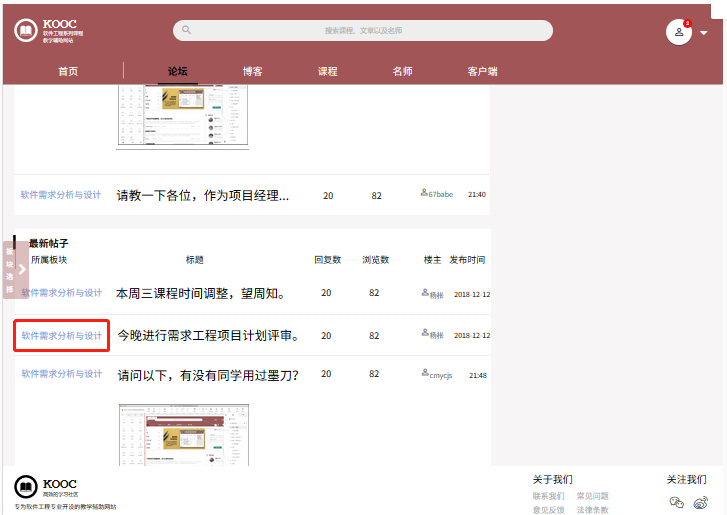 KOOC
软件工程系列课程
教学辅助网站
搜索课程、文章以及名师
3
首页
论坛
博客
课程
名师
客户端
软件需求分析与设计 请教一下各位，作为项目经理... 20 82 67babe 21:40
最新帖子
所属板块 标题 回复数 浏览数 楼主 发布时间
板块选择
软件需求分析与设计 本周三课程时间调整，望周知。 20 82 杨枨 2018-12-12
软件需求分析与设计 今晚进行需求工程项目计划评审。 20 82 杨枨 2018-12-12
软件需求分析与设计 请问以下，有没有同学用过墨刀？ 20 82 cmycjs 21:48
KOOC
高效的学习社区
专为软件工程专业开设的教学辅助网站
关于我们
联系我们 常见问题
意见反馈 法律条款
关注我们